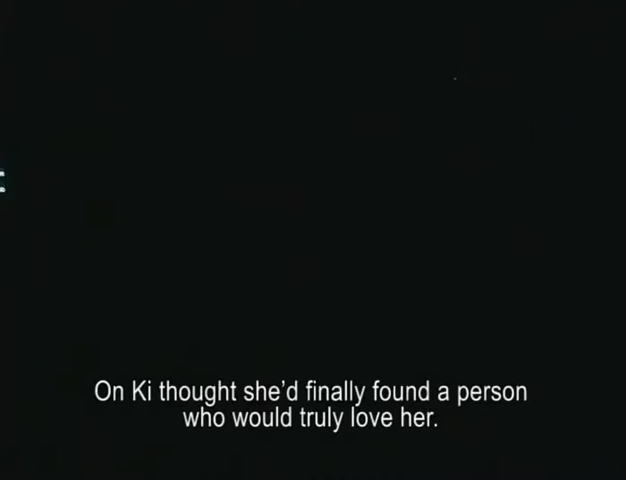 On Ki thought she'd finally found a person
who would truly love her.